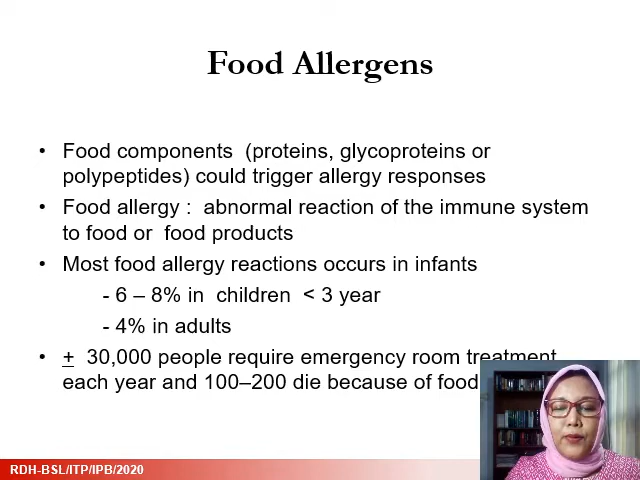 Food Allergens
• Food components (proteins, glycoproteins or
polypeptides) could trigger allergy responses
• Food allergy : abnormal reaction of the immune system
to food or food products
• Most food allergy reactions occurs in infants
- 6 – 8% in children < 3 year
- 4% in adults
• + 30,000 people require emergency room treatment
each year and 100–200 die because of food
RDH-BSL/ITP/IPB/2020